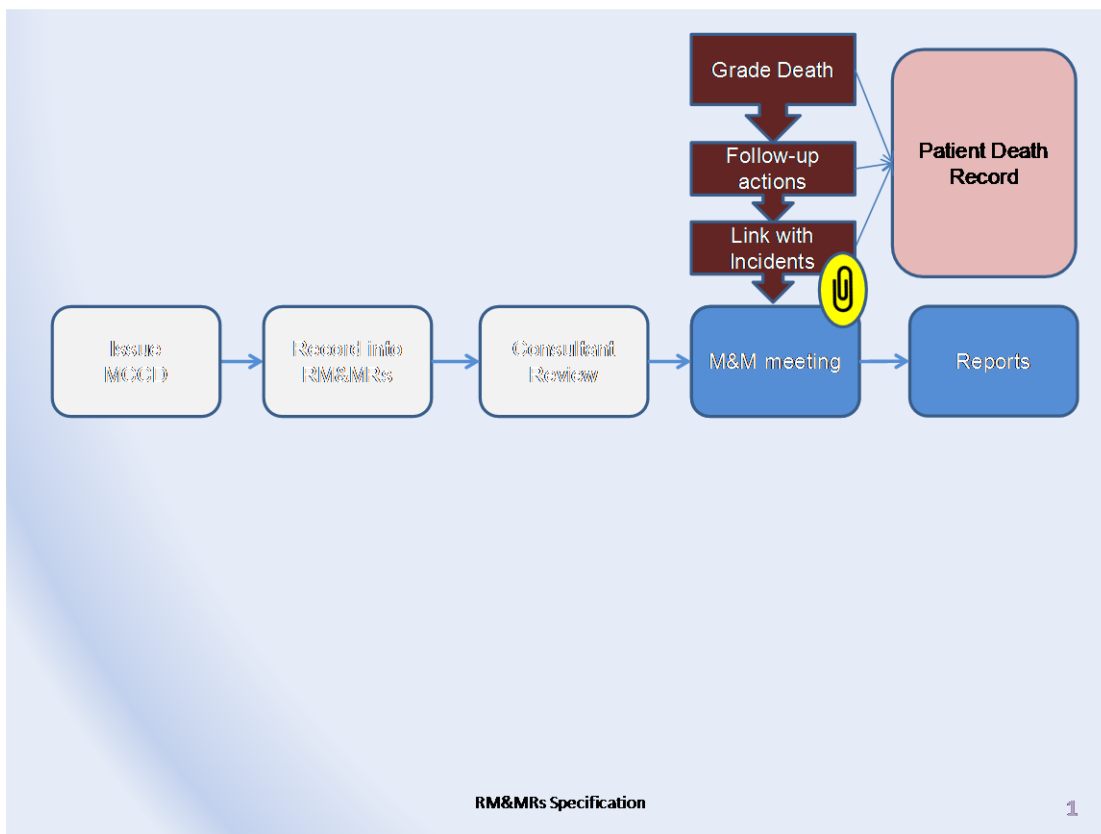 Grade Death
Follow-up
actions
Link with
Incidents
Patient Death
Record
Issue
MCCD
Record into
RM&MRs
Consultant
Review
M&M meeting
Reports
RM&MRs Specification
1